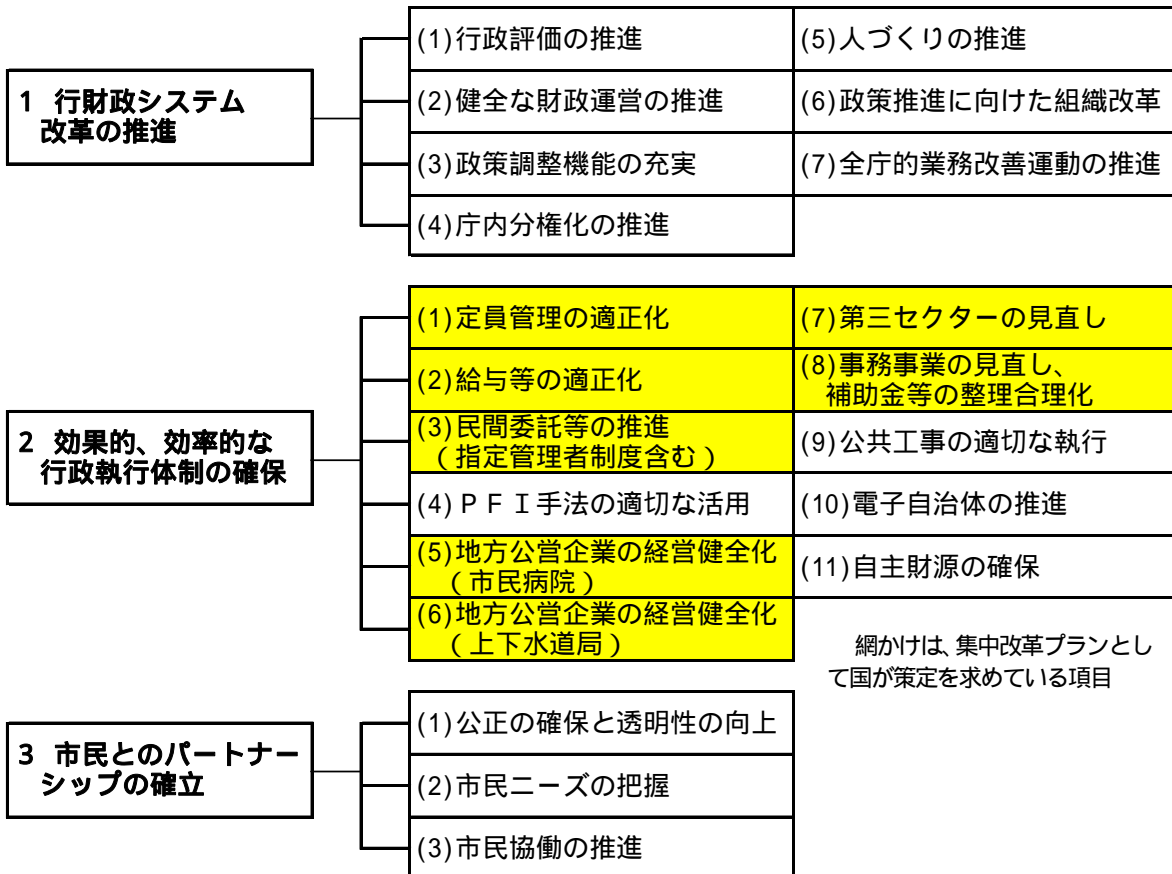 1 行財政システム
改革の推進
(1)行政評価の推進
(2)健全な財政運営の推進
(3)政策調整機能の充実
(4)庁内分権化の推進
(5)人づくりの推進
(6)政策推進に向けた組織改革
(7)全庁的業務改善運動の推進
2 効果的、効率的な
行政執行体制の確保
(1)定員管理の適正化
(2)給与等の適正化
(3)民間委託等の推進
(指定管理者制度含む)
(4)PFI手法の適切な活用
(5)地方公営企業の経営健全化
(市民病院)
(6)地方公営企業の経営健全化
(上下水道局)
(7)第三セクターの見直し
(8)事務事業の見直し、
補助金等の整理合理化
(9)公共工事の適切な執行
(10)電子自治体の推進
(11)自主財源の確保
網かけは、集中改革プランとし
て国が策定を求めている項目
3 市民とのパートナー
シップの確立
(1)公正の確保と透明性の向上
(2)市民ニーズの把握
(3)市民協働の推進